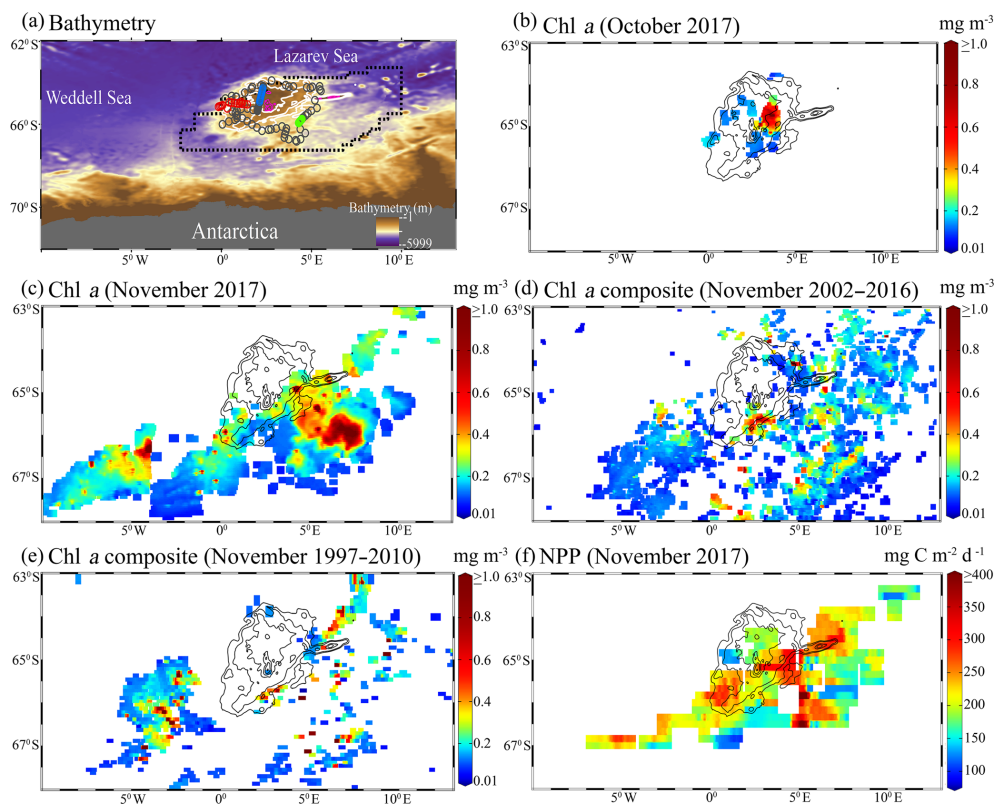 (a) Bathymetry
62°S
66°S
70°S
Lazarev Sea
Weddell Sea
Antarctica
Bathymetry (m)
-1
-5999
5°W 0° 5°E 10°E
(b) Chl a (October 2017)
mg m-3
63°S
65°S
67°S
5°W 0° 5°E 10°E
≥1.0
0.8
0.6
0.4
0.2
0.01
(c) Chl a (November 2017)
mg m-3
63°S
65°S
67°S
5°W 0° 5°E 10°E
≥1.0
0.8
0.6
0.4
0.2
0.01
(d) Chl a composite (November 2002–2016)
mg m-3
63°S
65°S
67°S
5°W 0° 5°E 10°E
≥1.0
0.8
0.6
0.4
0.2
0.01
(e) Chl a composite (November 1997–2010)
mg m-3
63°S
65°S
67°S
5°W 0° 5°E 10°E
≥1.0
0.8
0.6
0.4
0.2
0.01
(f) NPP (November 2017)
mg C m-2 d-1
63°S
65°S
67°S
5°W 0° 5°E 10°E
>400
350
300
250
200
150
100